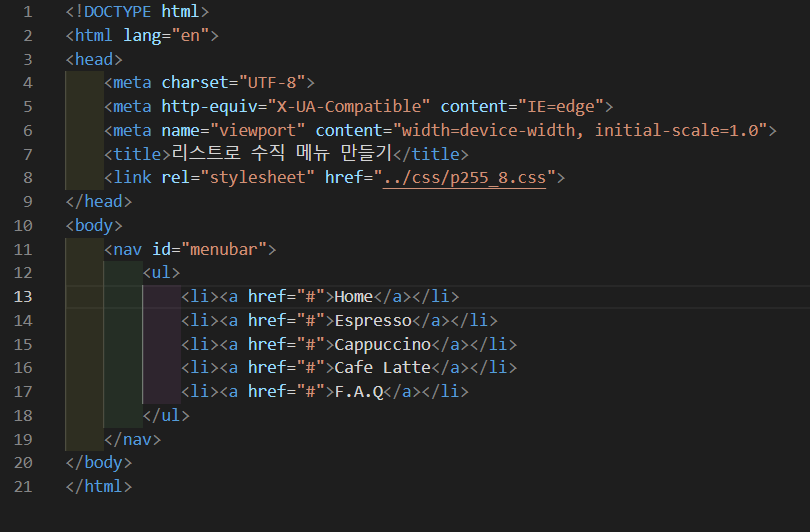 1 <!DOCTYPE html>
2 <html lang="en">
3 <head>
4     <meta charset="UTF-8">
5     <meta http-equiv="X-UA-Compatible" content="IE=edge">
6     <meta name="viewport" content="width=device-width, initial-scale=1.0">
7     <title>리스트로 수직 메뉴 만들기</title>
8     <link rel="stylesheet" href="../css/p255_8.css">
9 </head>
10 <body>
11     <nav id="menubar">
12         <ul>
13             <li><a href="#">Home</a></li>
14             <li><a href="#">Espresso</a></li>
15             <li><a href="#">Cappuccino</a></li>
16             <li><a href="#">Cafe Latte</a></li>
17             <li><a href="#">F.A.Q</a></li>
18         </ul>
19     </nav>
20 </body>
21 </html>